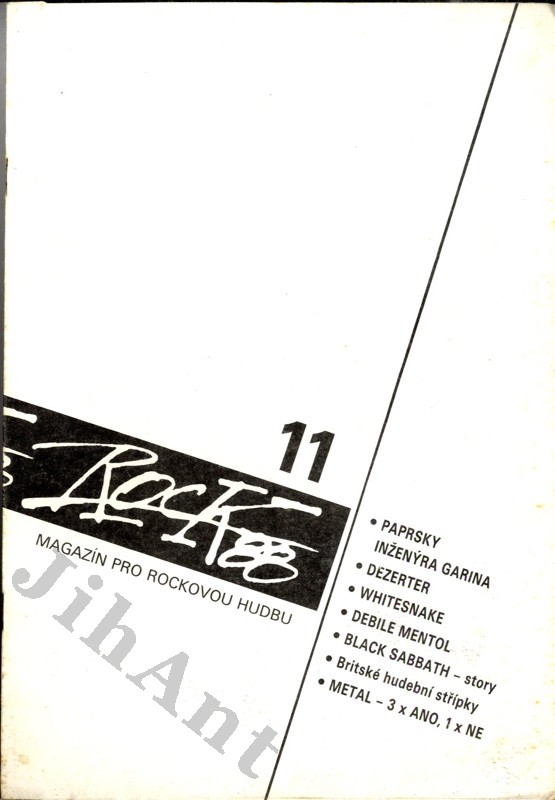 11
ROCK 88
MAGAZÍN PRO ROCKOVOU HUDBU
• PAPRSKY
INŽENÝRA GARINA
• DEZERTER
• WHITESNAKE
• DEBILE MENTOL
• BLACK SABBATH – story
• Britské hudební střípky
• METAL – 3 x ANO, 1 x NE
JihAnt